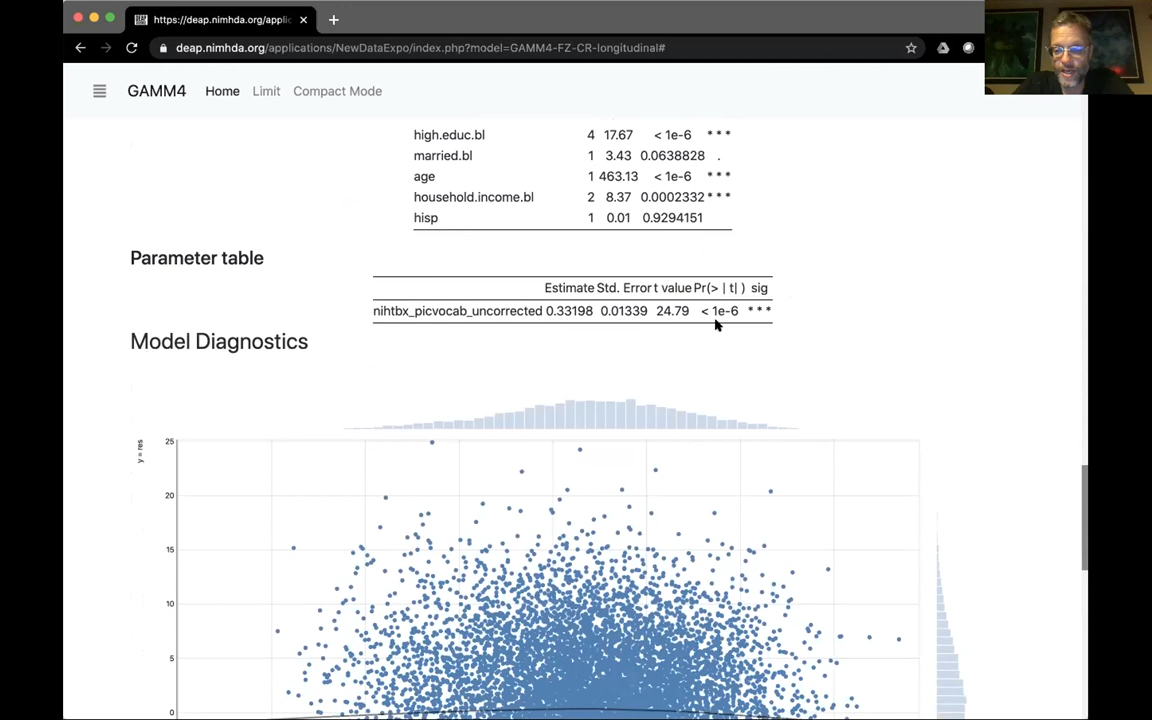 https://deap.nimhda.org/applic
deap.nimhda.org/applications/NewDataExpo/index.php?model=GAMM4-FZ-CR-longitudinal#
GAMM4 Home Limit Compact Mode
high.educ.bl 4 17.67 < 1e-6 * * *
married.bl 1 3.43 0.0638828 .
age 1 463.13 < 1e-6 * * *
household.income.bl 2 8.37 0.0002332 * * *
hisp 1 0.01 0.9294151
Parameter table
Estimate Std. Error t value Pr(> | t| ) sig
nihtbx_picvocab_uncorrected 0.33198 0.01339 24.79 < 1e-6 * * *
Model Diagnostics
y = res
25
20
15
10
5
0